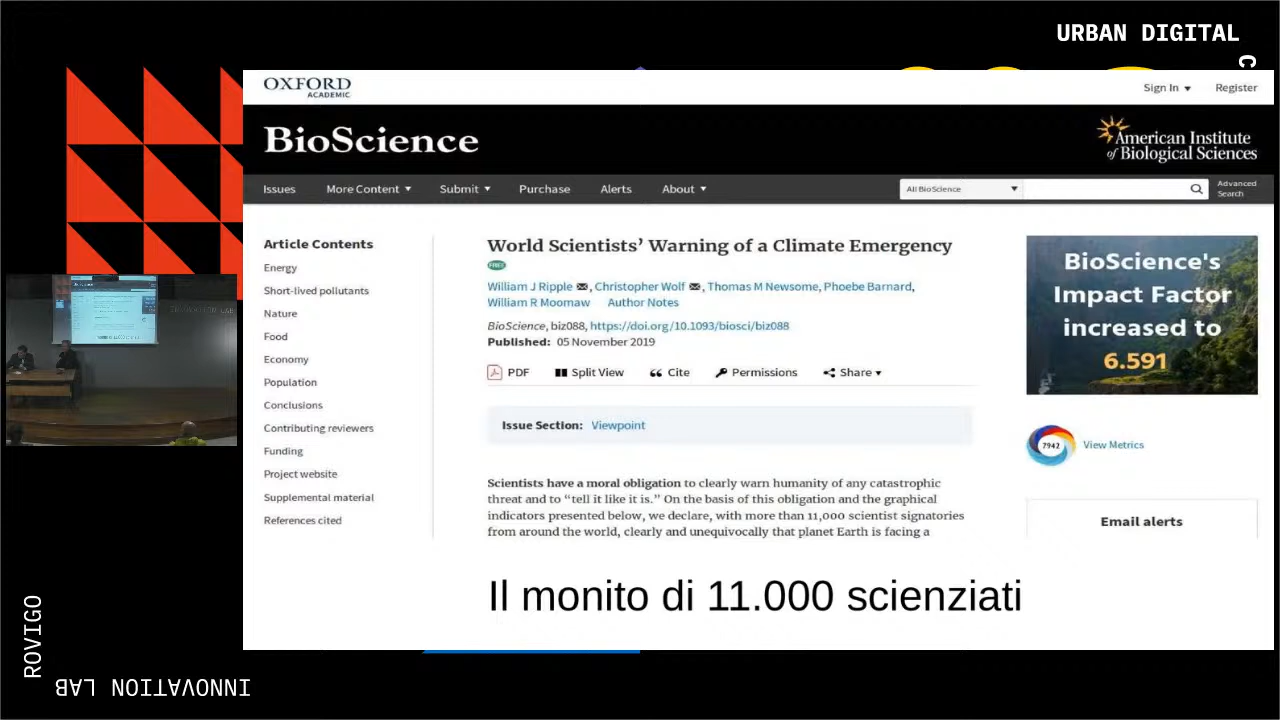 URBAN DIGITAL
C
OXFORD
ACADEMIC
Sign In
Register
BioScience
American Institute
of Biological Sciences
Issues
More Content
Submit
Purchase
Alerts
About
All BioScience
Advanced
Search
Article Contents
Energy
Short-lived pollutants
Nature
Food
Economy
Population
Conclusions
Contributing reviewers
Funding
Project website
Supplemental material
References cited
World Scientists’ Warning of a Climate Emergency
FREE
William J Ripple, Christopher Wolf, Thomas M Newsome, Phoebe Barnard,
William R Moomaw Author Notes
BioScience, biz088, https://doi.org/10.1093/biosci/biz088
Published: 05 November 2019
PDF
Split View
Cite
Permissions
Share
Issue Section: Viewpoint
Scientists have a moral obligation to clearly warn humanity of any catastrophic
threat and to “tell it like it is.” On the basis of this obligation and the graphical
indicators presented below, we declare, with more than 11,000 scientist signatories
from around the world, clearly and unequivocally that planet Earth is facing a
BioScience's
Impact Factor
increased to
6.591
7942
View Metrics
Email alerts
Il monito di 11.000 scienziati
INNOVATION LAB
ROVIGO
INNOVATION LAB